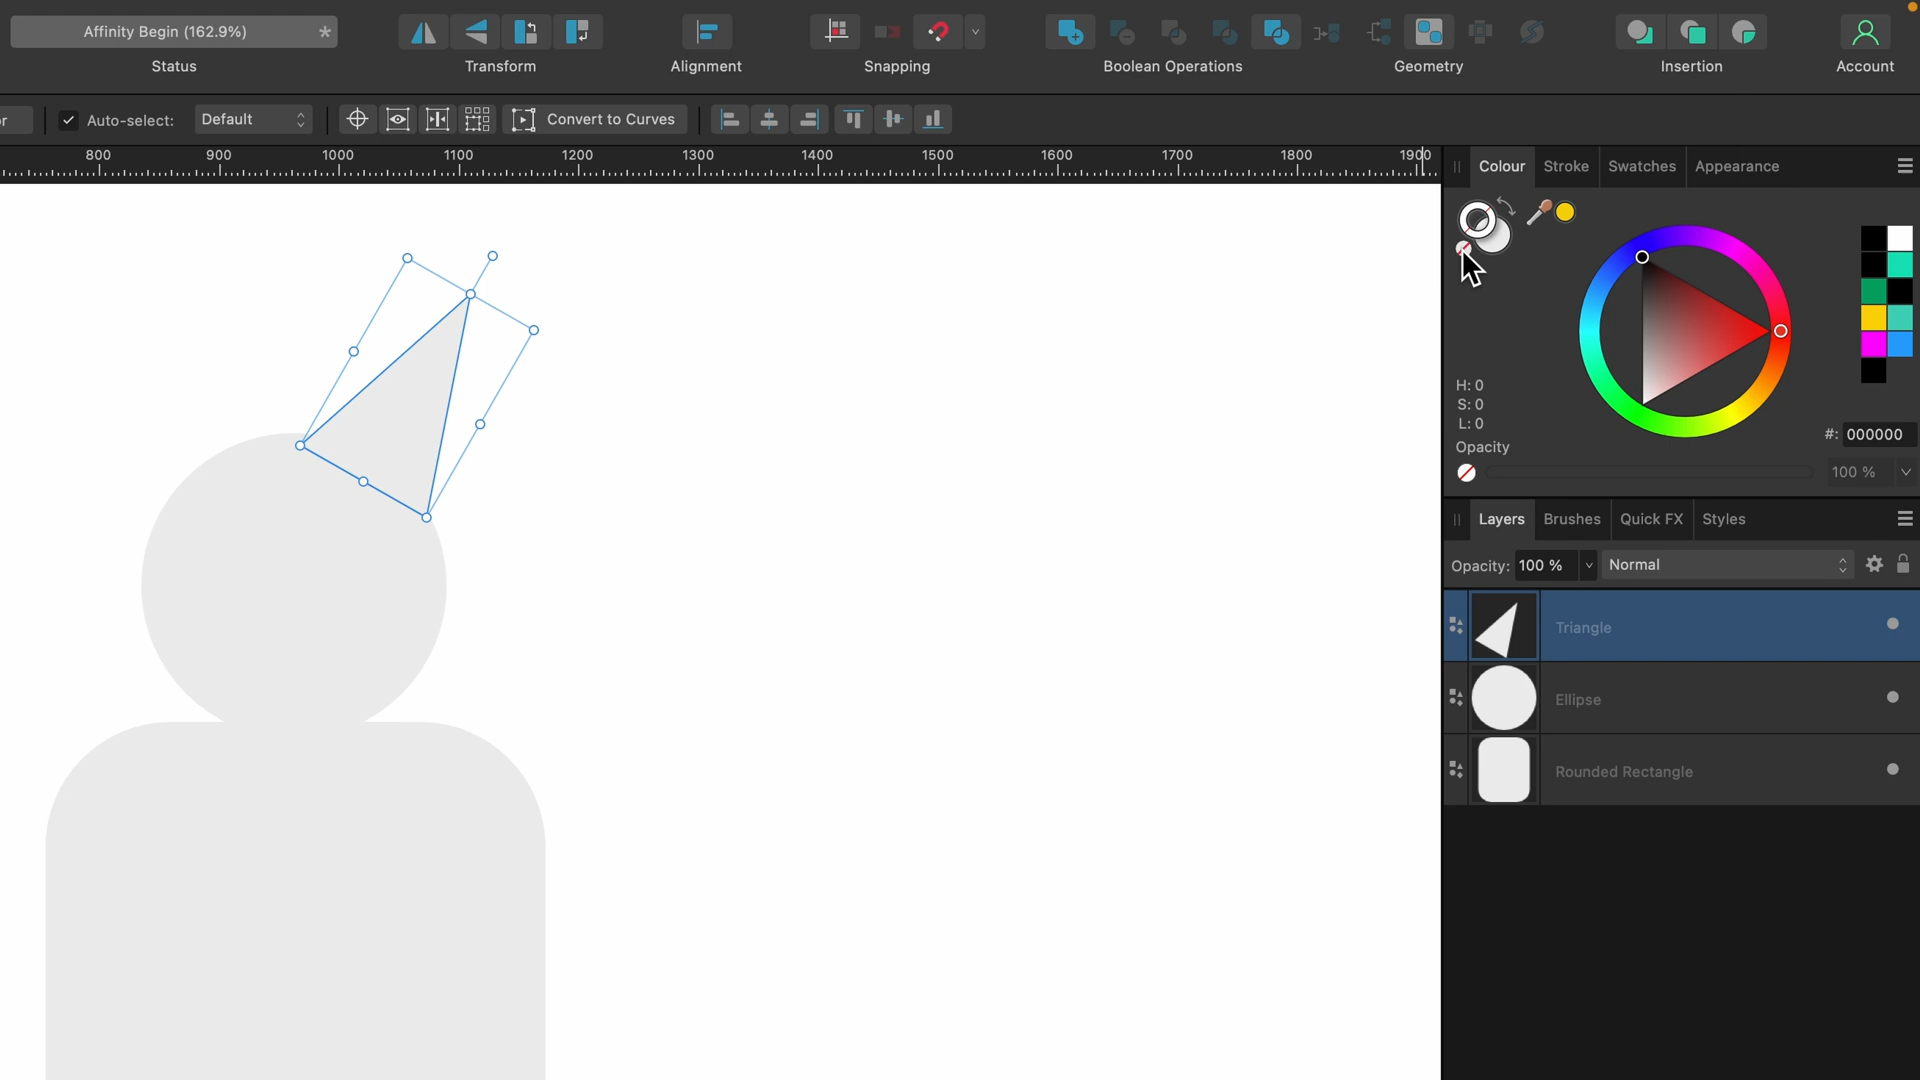 Affinity Begin (162.9%) *
Status
Transform
Alignment
Snapping
Boolean Operations
Geometry
Insertion
Account
r
Auto-select:
Default
Convert to Curves
800 900 1000 1100 1200 1300 1400 1500 1600 1700 1800 1900
Colour Stroke Swatches Appearance
H: 0
S: 0
L: 0
#: 000000
Opacity
100 %
Layers Brushes Quick FX Styles
Opacity: 100 % Normal
Triangle
Ellipse
Rounded Rectangle